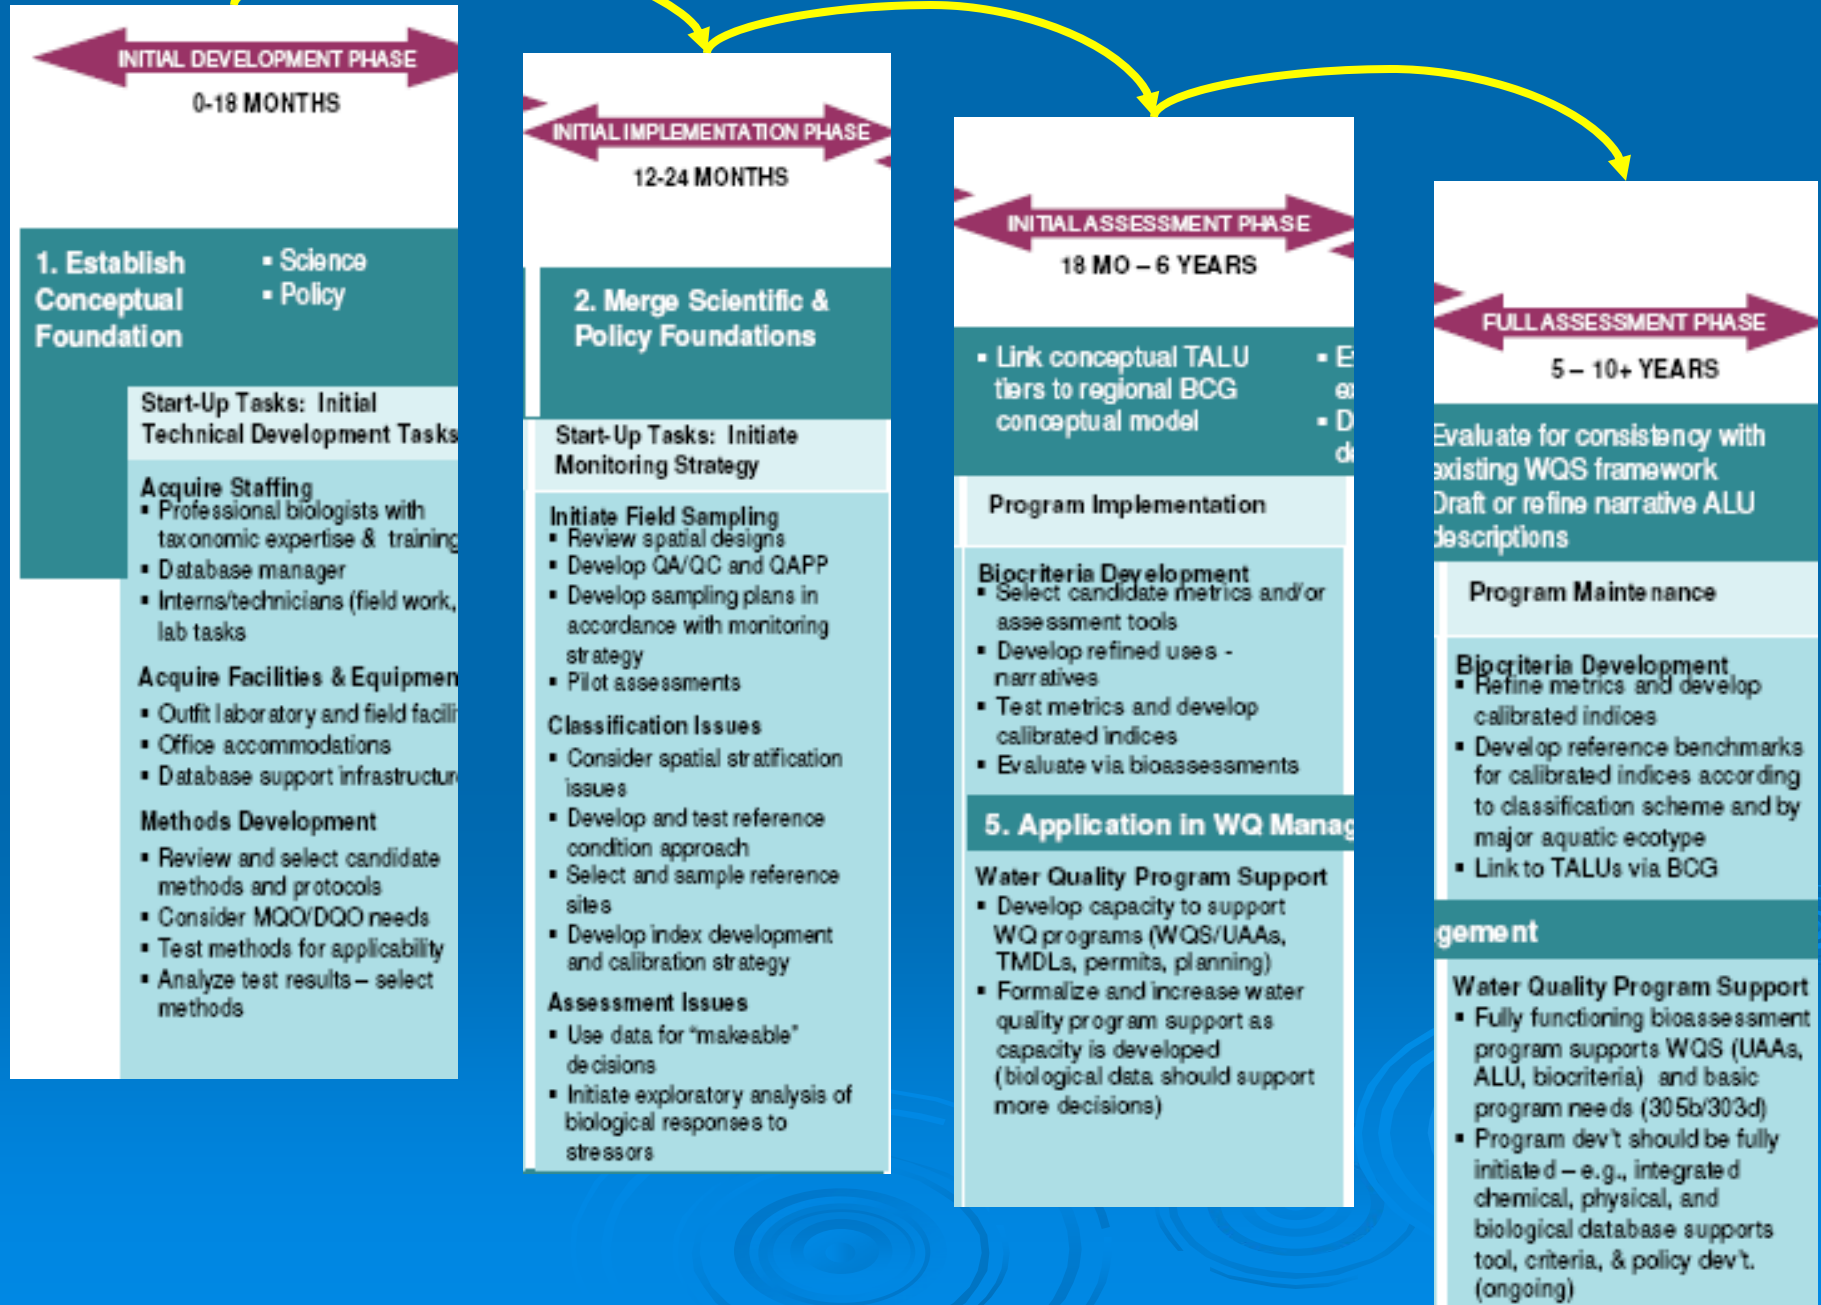 INITIAL DEVELOPMENT PHASE
0-18 MONTHS
1. Establish
Conceptual
Foundation
▪ Science
▪ Policy
Start-Up Tasks: Initial
Technical Development Tasks
Acquire Staffing
▪ Professional biologists with
taxonomic expertise & training
▪ Database manager
▪ Interns/technicians (field work,
lab tasks
Acquire Facilities & Equipmen
▪ Outfit laboratory and field facili
▪ Office accommodations
▪ Database support infrastructur
Methods Development
▪ Review and select candidate
methods and protocols
▪ Consider MQO/DQO needs
▪ Test methods for applicability
▪ Analyze test results – select
methods
INITIAL IMPLEMENTATION PHASE
12-24 MONTHS
2. Merge Scientific &
Policy Foundations
Start-Up Tasks: Initiate
Monitoring Strategy
Initiate Field Sampling
▪ Review spatial designs
▪ Develop QA/QC and QAPP
▪ Develop sampling plans in
accordance with monitoring
strategy
▪ Pilot assessments
Classification Issues
▪ Consider spatial stratification
issues
▪ Develop and test reference
condition approach
▪ Select and sample reference
sites
▪ Develop index development
and calibration strategy
Assessment Issues
▪ Use data for “makeable”
decisions
▪ Initiate exploratory analysis of
biological responses to
stressors
INITIAL ASSESSMENT PHASE
18 MO – 6 YEARS
▪ Link conceptual TALU
tiers to regional BCG
conceptual model
▪ E
ex
▪ D
de
Program Implementation
Biocriteria Development
▪ Select candidate metrics and/or
assessment tools
▪ Develop refined uses -
narratives
▪ Test metrics and develop
calibrated indices
▪ Evaluate via bioassessments
5. Application in WQ Manag
Water Quality Program Support
▪ Develop capacity to support
WQ programs (WQS/UAAs,
TMDLs, permits, planning)
▪ Formalize and increase water
quality program support as
capacity is developed
(biological data should support
more decisions)
FULL ASSESSMENT PHASE
5 – 10+ YEARS
Evaluate for consistency with
existing WQS framework
Draft or refine narrative ALU
descriptions
Program Maintenance
Biocriteria Development
▪ Refine metrics and develop
calibrated indices
▪ Develop reference benchmarks
for calibrated indices according
to classification scheme and by
major aquatic ecotype
▪ Link to TALUs via BCG
gement
Water Quality Program Support
▪ Fully functioning bioassessment
program supports WQS (UAAs,
ALU, biocriteria) and basic
program needs (305b/303d)
▪ Program dev’t should be fully
initiated – e.g., integrated
chemical, physical, and
biological database supports
tool, criteria, & policy dev’t.
(ongoing)